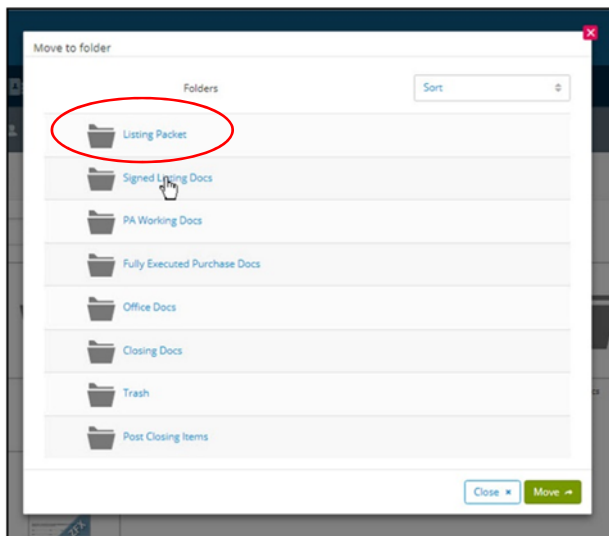 Move to folder
Folders
Sort
Listing Packet
Signed Listing Docs
PA Working Docs
Fully Executed Purchase Docs
Office Docs
Closing Docs
Trash
Post Closing Items
Close ×
Move
ZFX